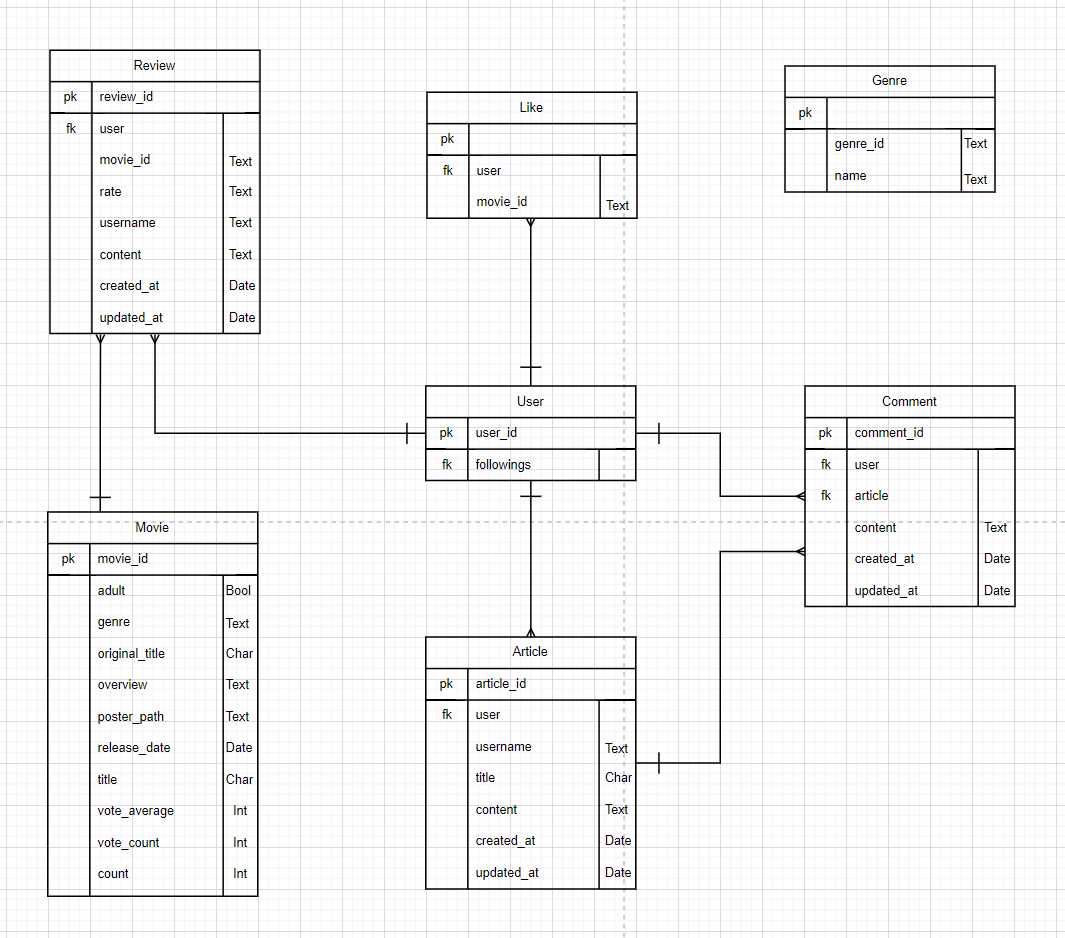 Review
pk review_id
fk user
movie_id Text
rate Text
username Text
content Text
created_at Date
updated_at Date
Like
pk
fk user
movie_id Text
Genre
pk
genre_id Text
name Text
User
pk user_id
fk followings
Comment
pk comment_id
fk user
fk article
content Text
created_at Date
updated_at Date
Movie
pk movie_id
adult Bool
genre Text
original_title Char
overview Text
poster_path Text
release_date Date
title Char
vote_average Int
vote_count Int
count Int
Article
pk article_id
fk user
username Text
title Char
content Text
created_at Date
updated_at Date